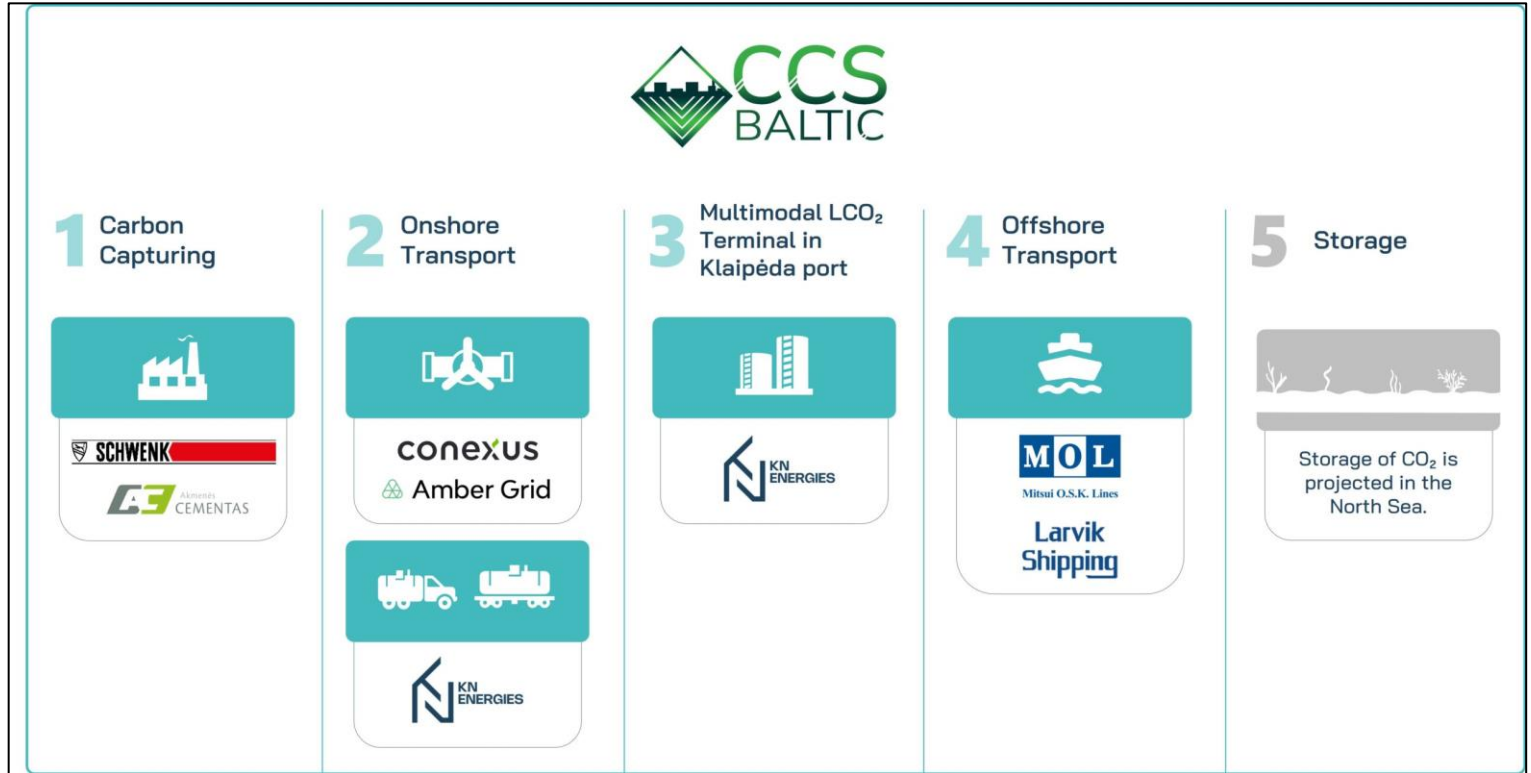 CCS
BALTIC
1
Carbon
Capturing
SCHWENK
Akmenės
CEMENTAS
2
Onshore
Transport
conexus
Amber Grid
KN
ENERGIES
3
Multimodal LCO₂
Terminal in
Klaipėda port
KN
ENERGIES
4
Offshore
Transport
MOL
Mitsui O.S.K. Lines
Larvik
Shipping
5
Storage
Storage of CO₂ is
projected in the
North Sea.